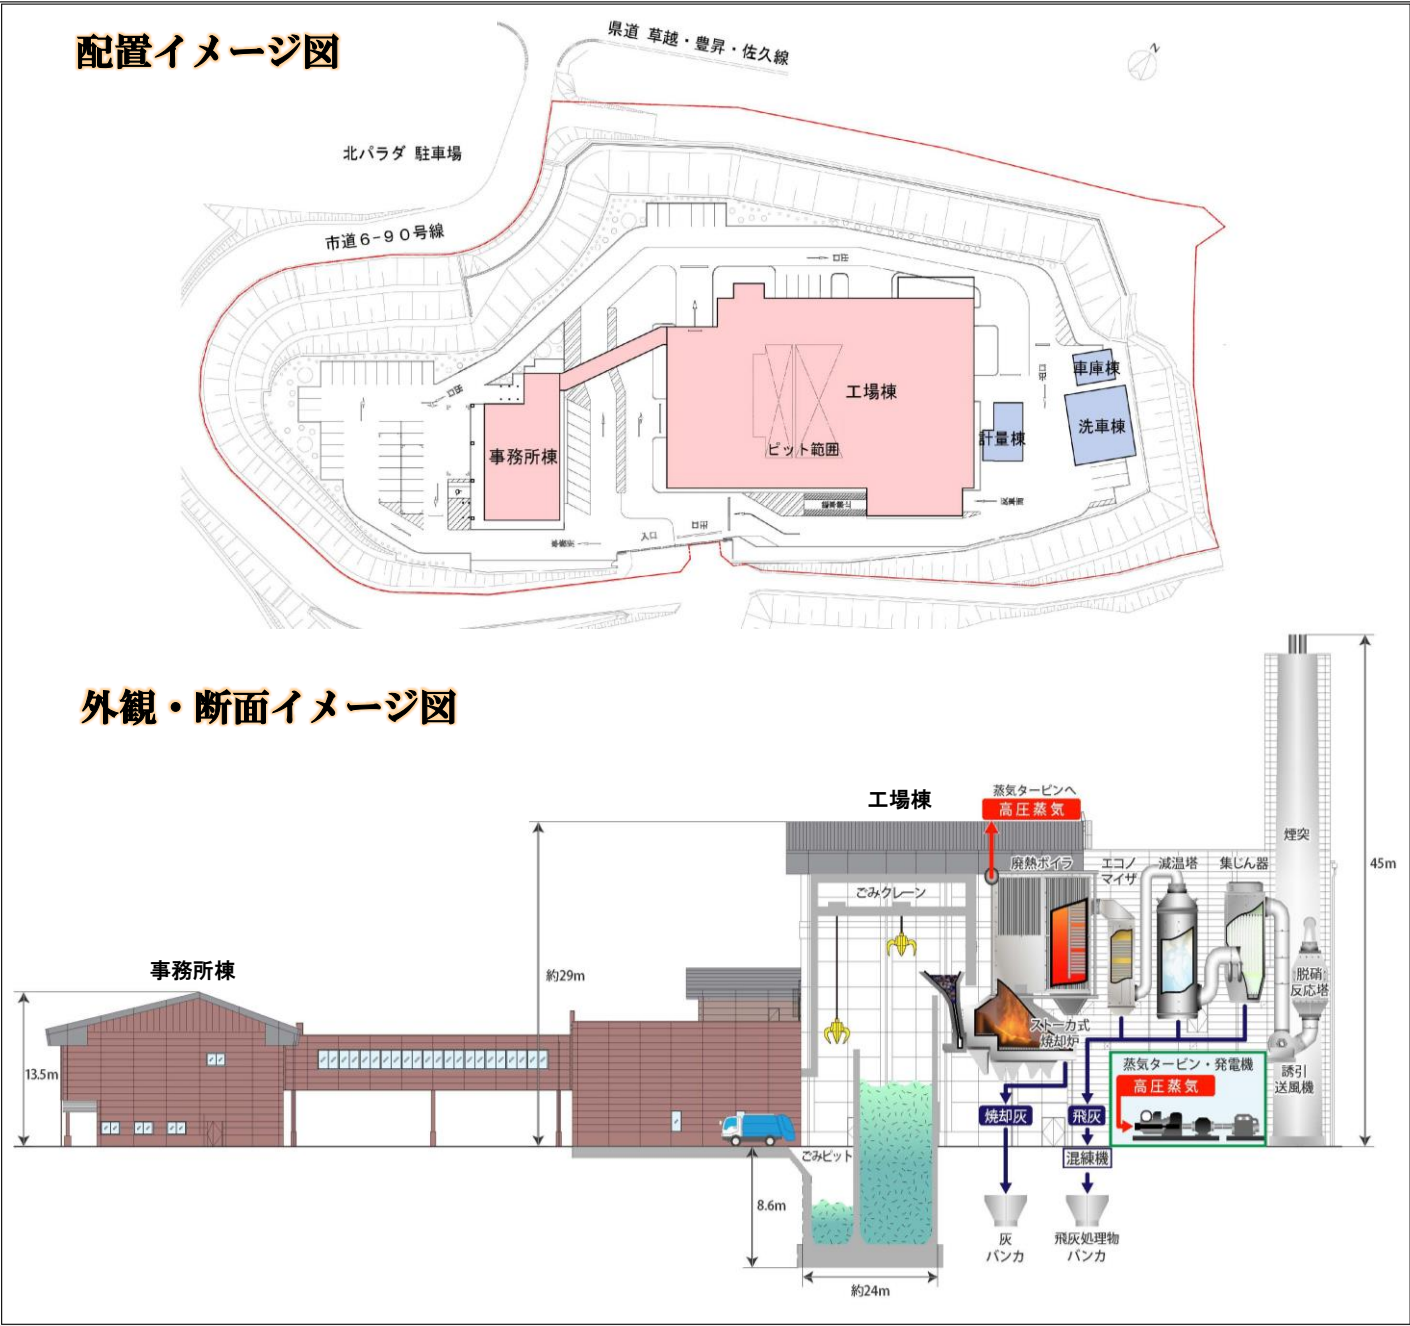 配置イメージ図
県道 草越・豊昇・佐久線
N
北パラダ 駐車場
市道6-90号線
出口
出口
出口
車庫棟
工場棟
洗車棟
計量棟
ピット範囲
事務所棟
入口
出口
外観・断面イメージ図
工場棟
蒸気タービンへ
高圧蒸気
煙突
45m
廃熱ボイラ
エコノ
マイザ
減温塔
集じん器
ごみクレーン
事務所棟
約29m
脱硝
反応塔
ストーカ式
焼却炉
13.5m
蒸気タービン・発電機
高圧蒸気
誘引
送風機
焼却灰
飛灰
ごみピット
混練機
8.6m
灰
バンカ
飛灰処理物
バンカ
約24m